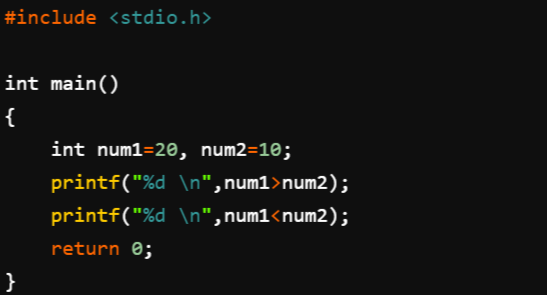 #include <stdio.h>
int main()
{
    int num1=20, num2=10;
    printf("%d \n",num1>num2);
    printf("%d \n",num1<num2);
    return 0;
}